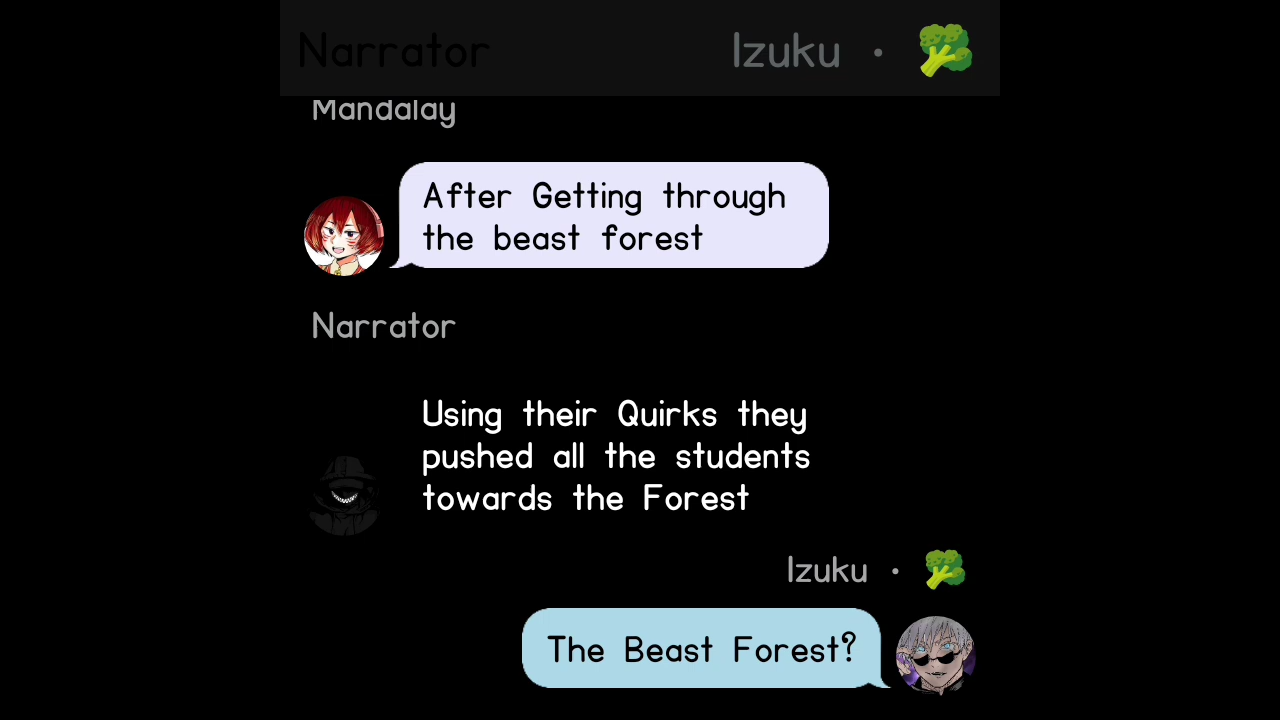 Narrator
Izuku · 🥦
Mandalay
After Getting through
the beast forest
Narrator
Using their Quirks they
pushed all the students
towards the Forest
Izuku · 🥦
The Beast Forest?